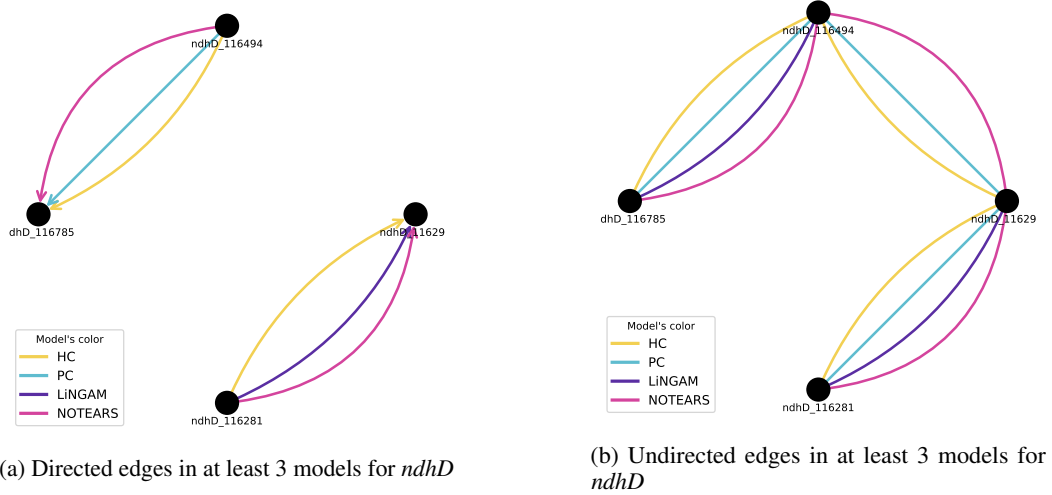 ndhD_116494
dhD_116785
ndhD_11629
ndhD_116281
Model's color
HC
PC
LiNGAM
NOTEARS
(a) Directed edges in at least 3 models for ndhD
ndhD_116494
dhD_116785
ndhD_11629
ndhD_116281
Model's color
HC
PC
LiNGAM
NOTEARS
(b) Undirected edges in at least 3 models for
ndhD